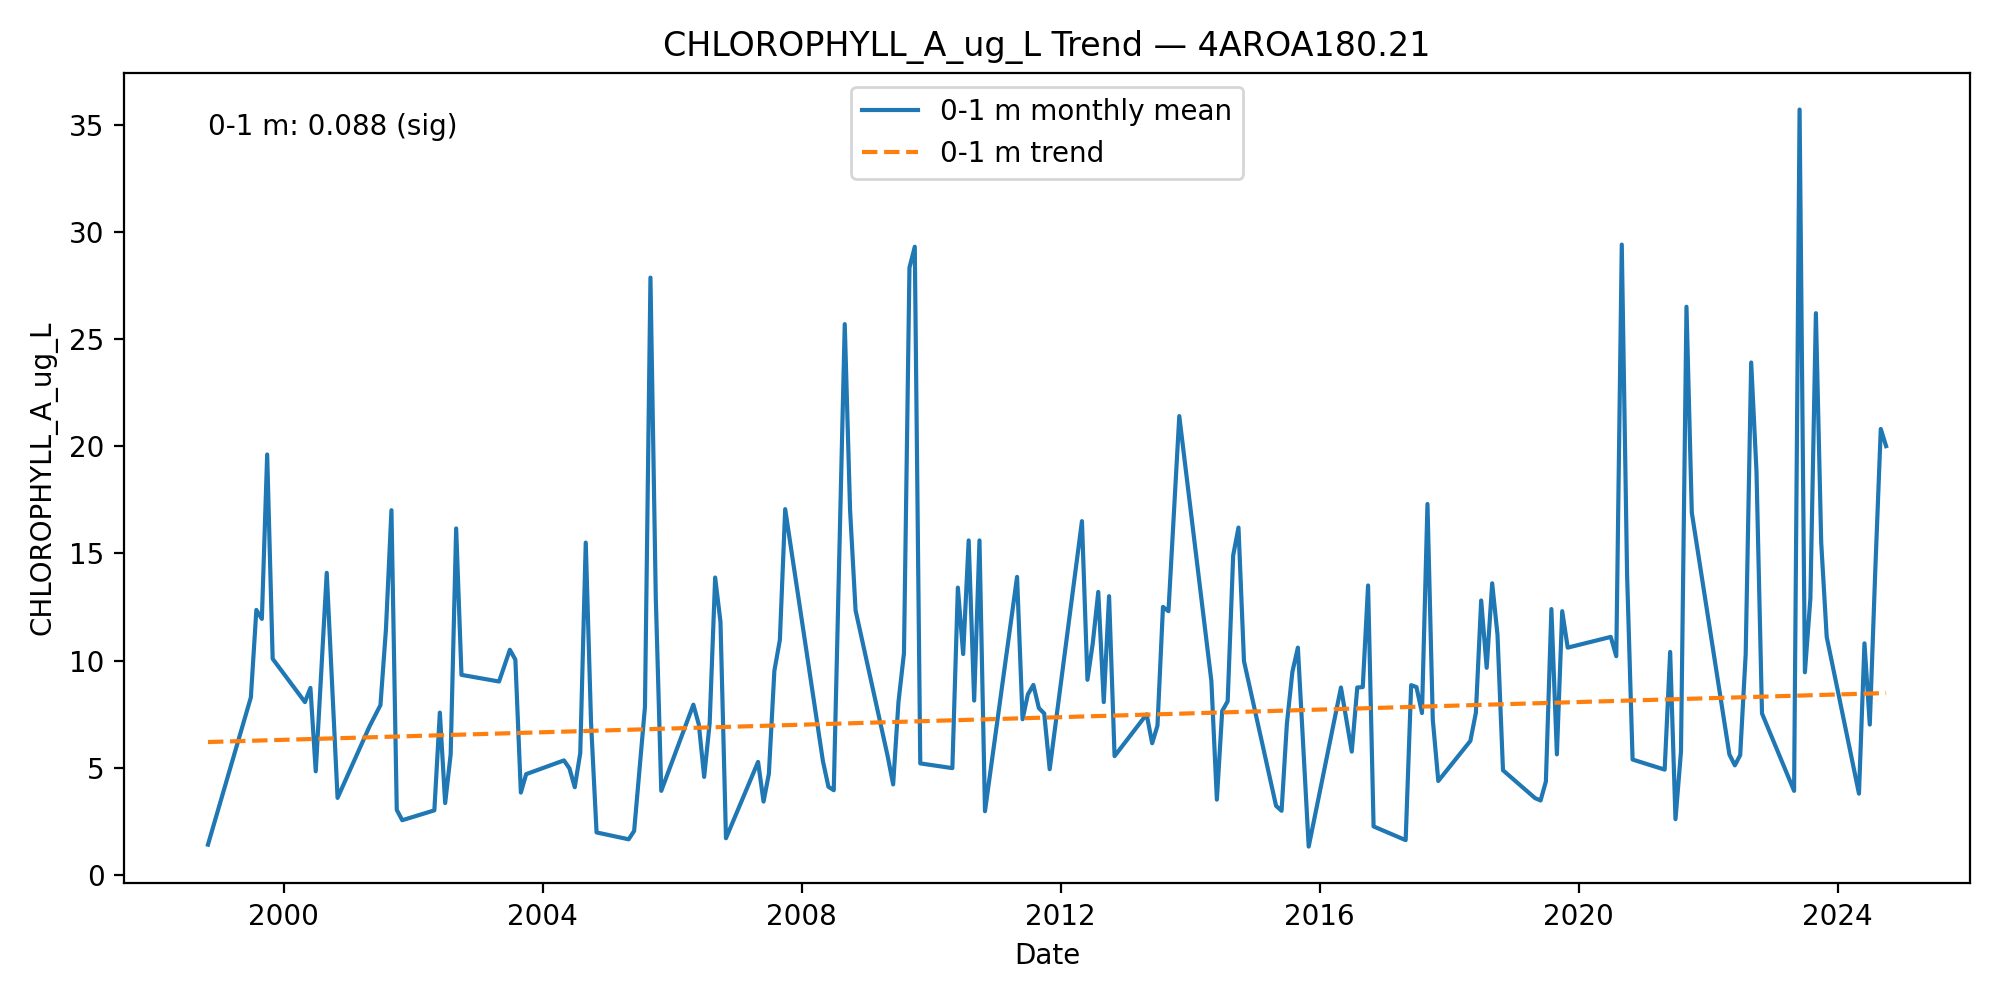 CHLOROPHYLL_A_ug_L Trend — 4AROA180.21
0-1 m: 0.088 (sig)
0-1 m monthly mean
0-1 m trend
CHLOROPHYLL_A_ug_L
35
30
25
20
15
10
5
0
2000 2004 2008 2012 2016 2020 2024
Date